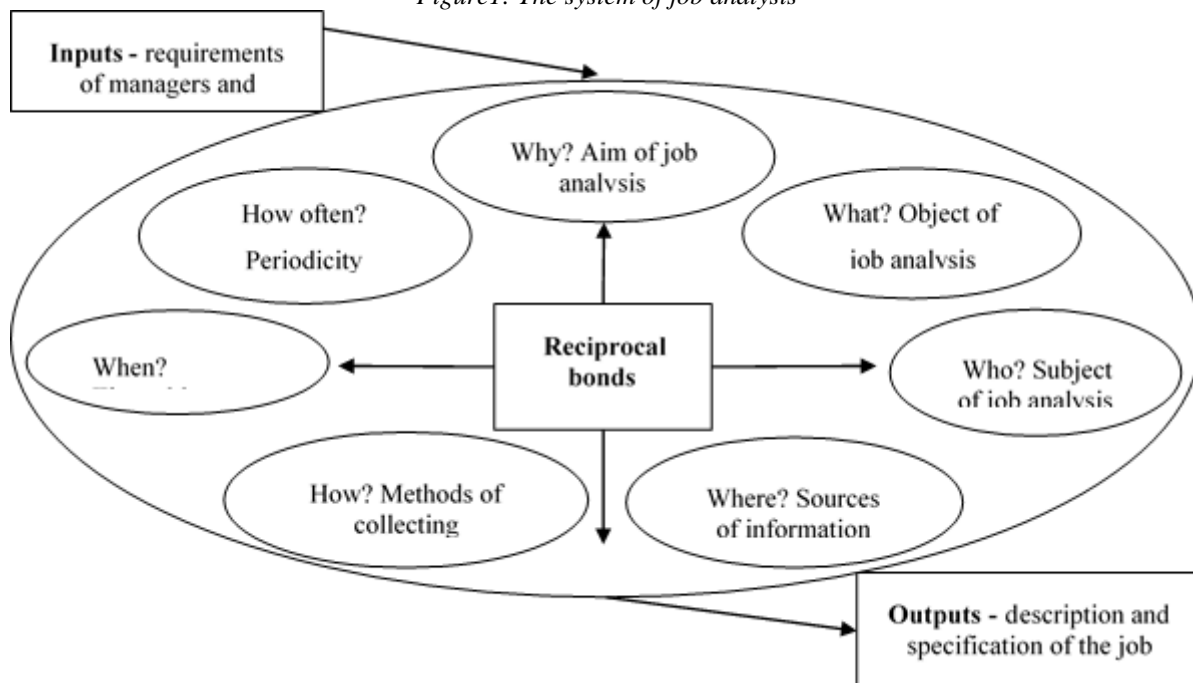 Figure1: The system of job analysis
Inputs - requirements
of managers and
Why? Aim of job
analysis
How often?
Periodicity
What? Object of
job analysis
When?
Reciprocal
bonds
Who? Subject
of job analysis
How? Methods of
collecting
Where? Sources
of information
Outputs - description and
specification of the job